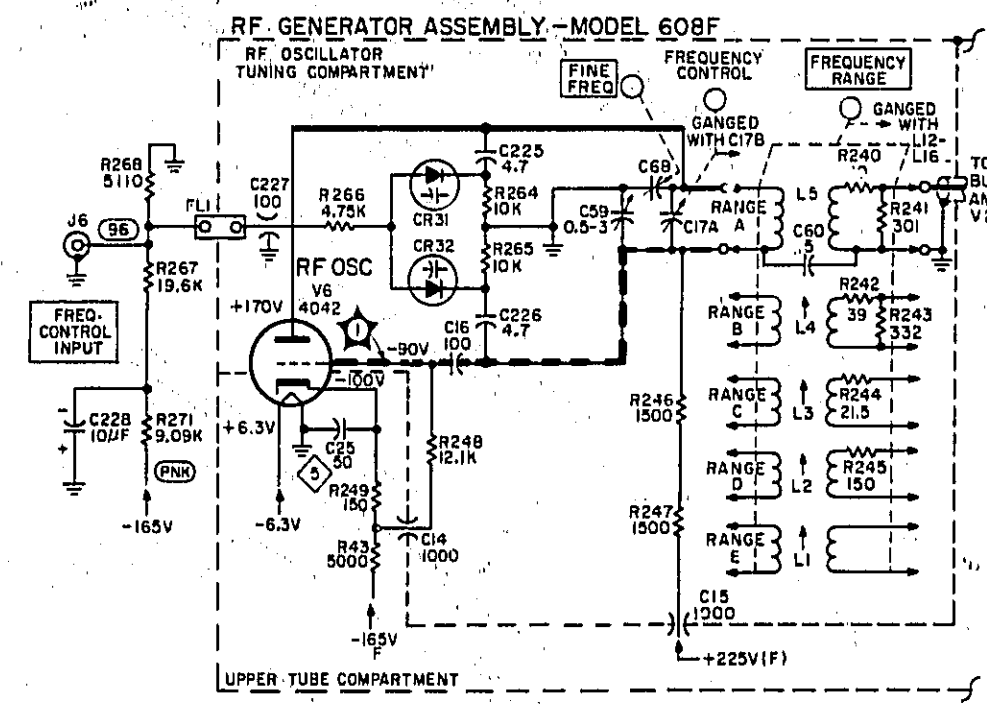 RF GENERATOR ASSEMBLY - MODEL 608F
RF OSCILLATOR
TUNING COMPARTMENT
FINE
FREQ
FREQUENCY
CONTROL
FREQUENCY
RANGE
GANGED
WITH C17B
GANGED
WITH
L12-
L16
R268
5110
J6
96
FL1
C227
100
R266
4.75K
CR31
CR32
C225
4.7
R264
10K
R265
10K
C226
4.7
C68
C59
0.5-3
C17A
RANGE
A
L5
R240
C60
5
R241
301
TO
BU
AM
V
R267
19.6K
FREQ.
CONTROL
INPUT
+170V
RF OSC
V6
4042
1
-90V
-100V
C16
100
C228
10μF
R271
9.09K
PNK
-165V
+6.3V
-6.3V
C25
50
5
R248
12.1K
R249
150
R43
5000
C14
1000
-165V
F
R246
1500
R247
1500
C15
1000
+225V(F)
RANGE
B
L4
R242
39
R243
332
RANGE
C
L3
R244
21.5
RANGE
D
L2
R245
150
RANGE
E
L1
UPPER TUBE COMPARTMENT